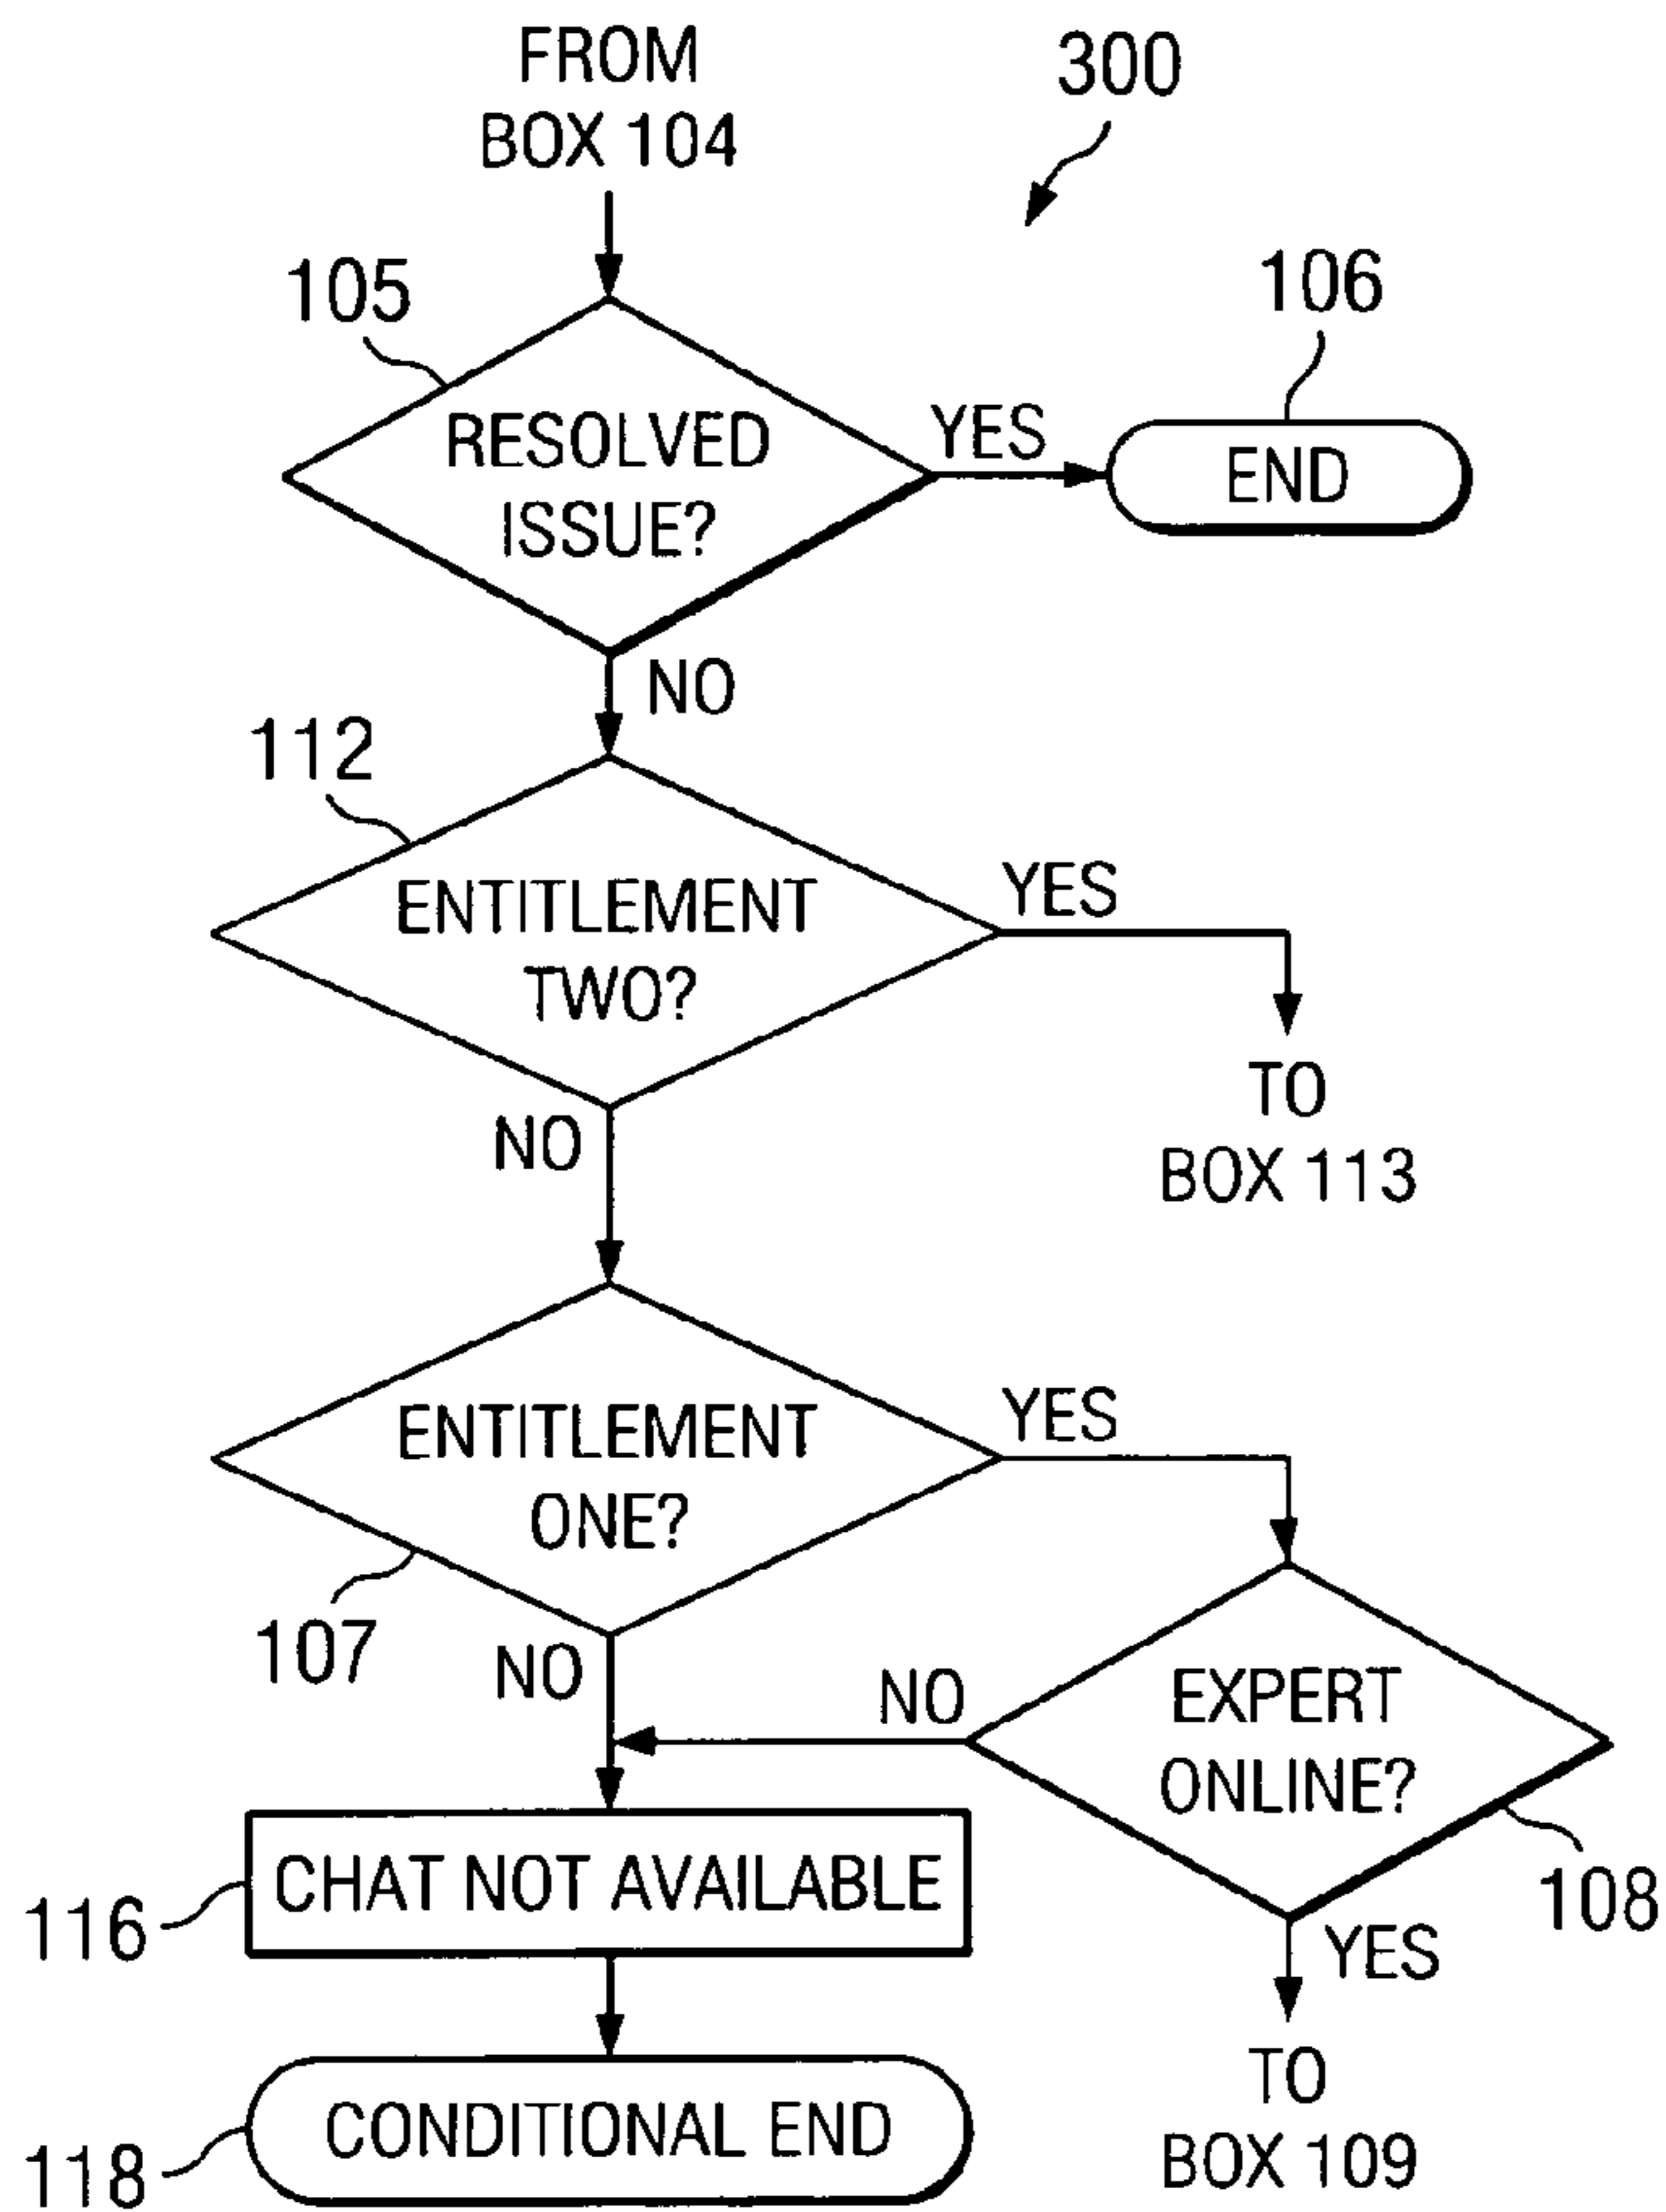 FROM
BOX 104
300
105
106
RESOLVED
ISSUE?
YES
END
NO
112
ENTITLEMENT
TWO?
YES
TO
BOX 113
NO
ENTITLEMENT
ONE?
YES
107
NO
NO
EXPERT
ONLINE?
108
CHAT NOT AVAILABLE
116
YES
TO
BOX 109
CONDITIONAL END
118